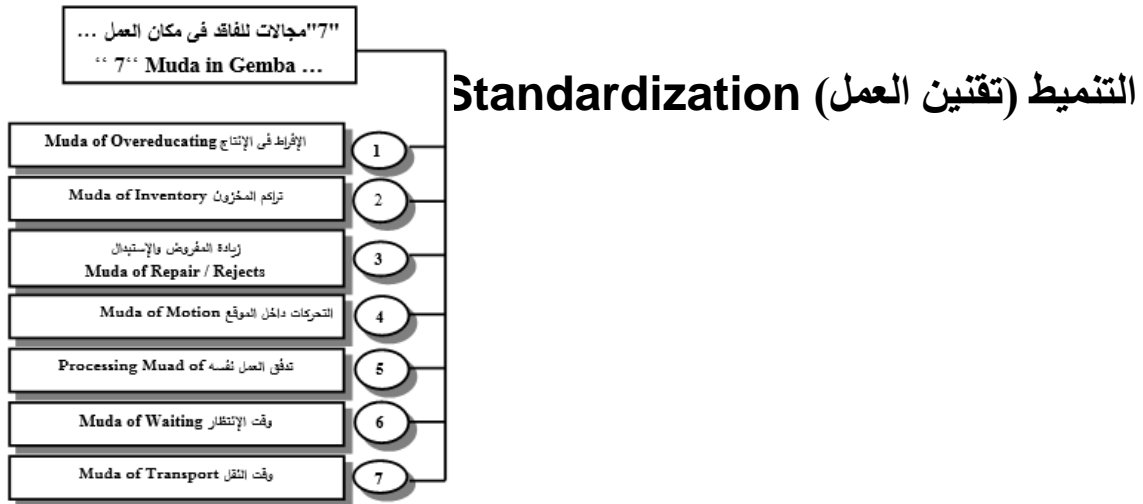 "7"مجالات للفاقد فى مكان العمل ...
“ 7“ Muda in Gemba ...
التنميط (تقنين العمل) Standardization
الإفراط فى الإنتاج Muda of Overeducating
1
تراكم المخزون Muda of Inventory
2
زيادة المفروض والإستبدال
Muda of Repair / Rejects
3
التحركات داخل الموقع Muda of Motion
4
تدفق العمل نفسه Processing Muad of
5
وقت الإنتظار Muda of Waiting
6
وقت النقل Muda of Transport
7